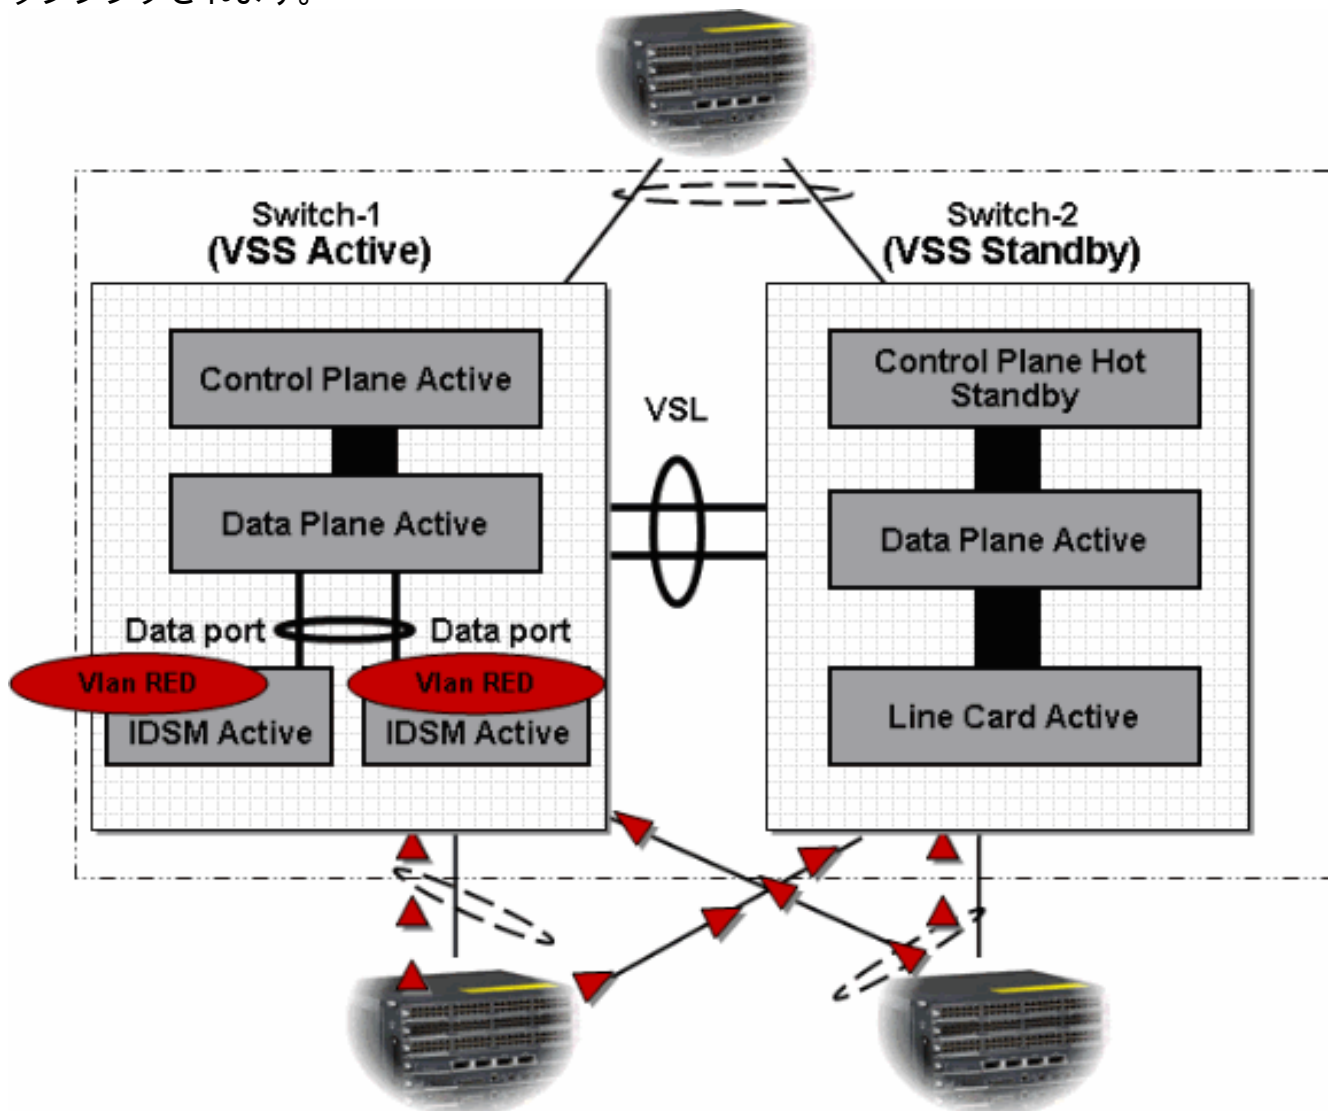 Switch-1
(VSS Active)
Switch-2
(VSS Standby)
Control Plane Active
Control Plane Hot
Standby
VSL
Data Plane Active
Data Plane Active
Data port
Data port
Vlan RED
Vlan RED
IDSM Active
IDSM Active
Line Card Active